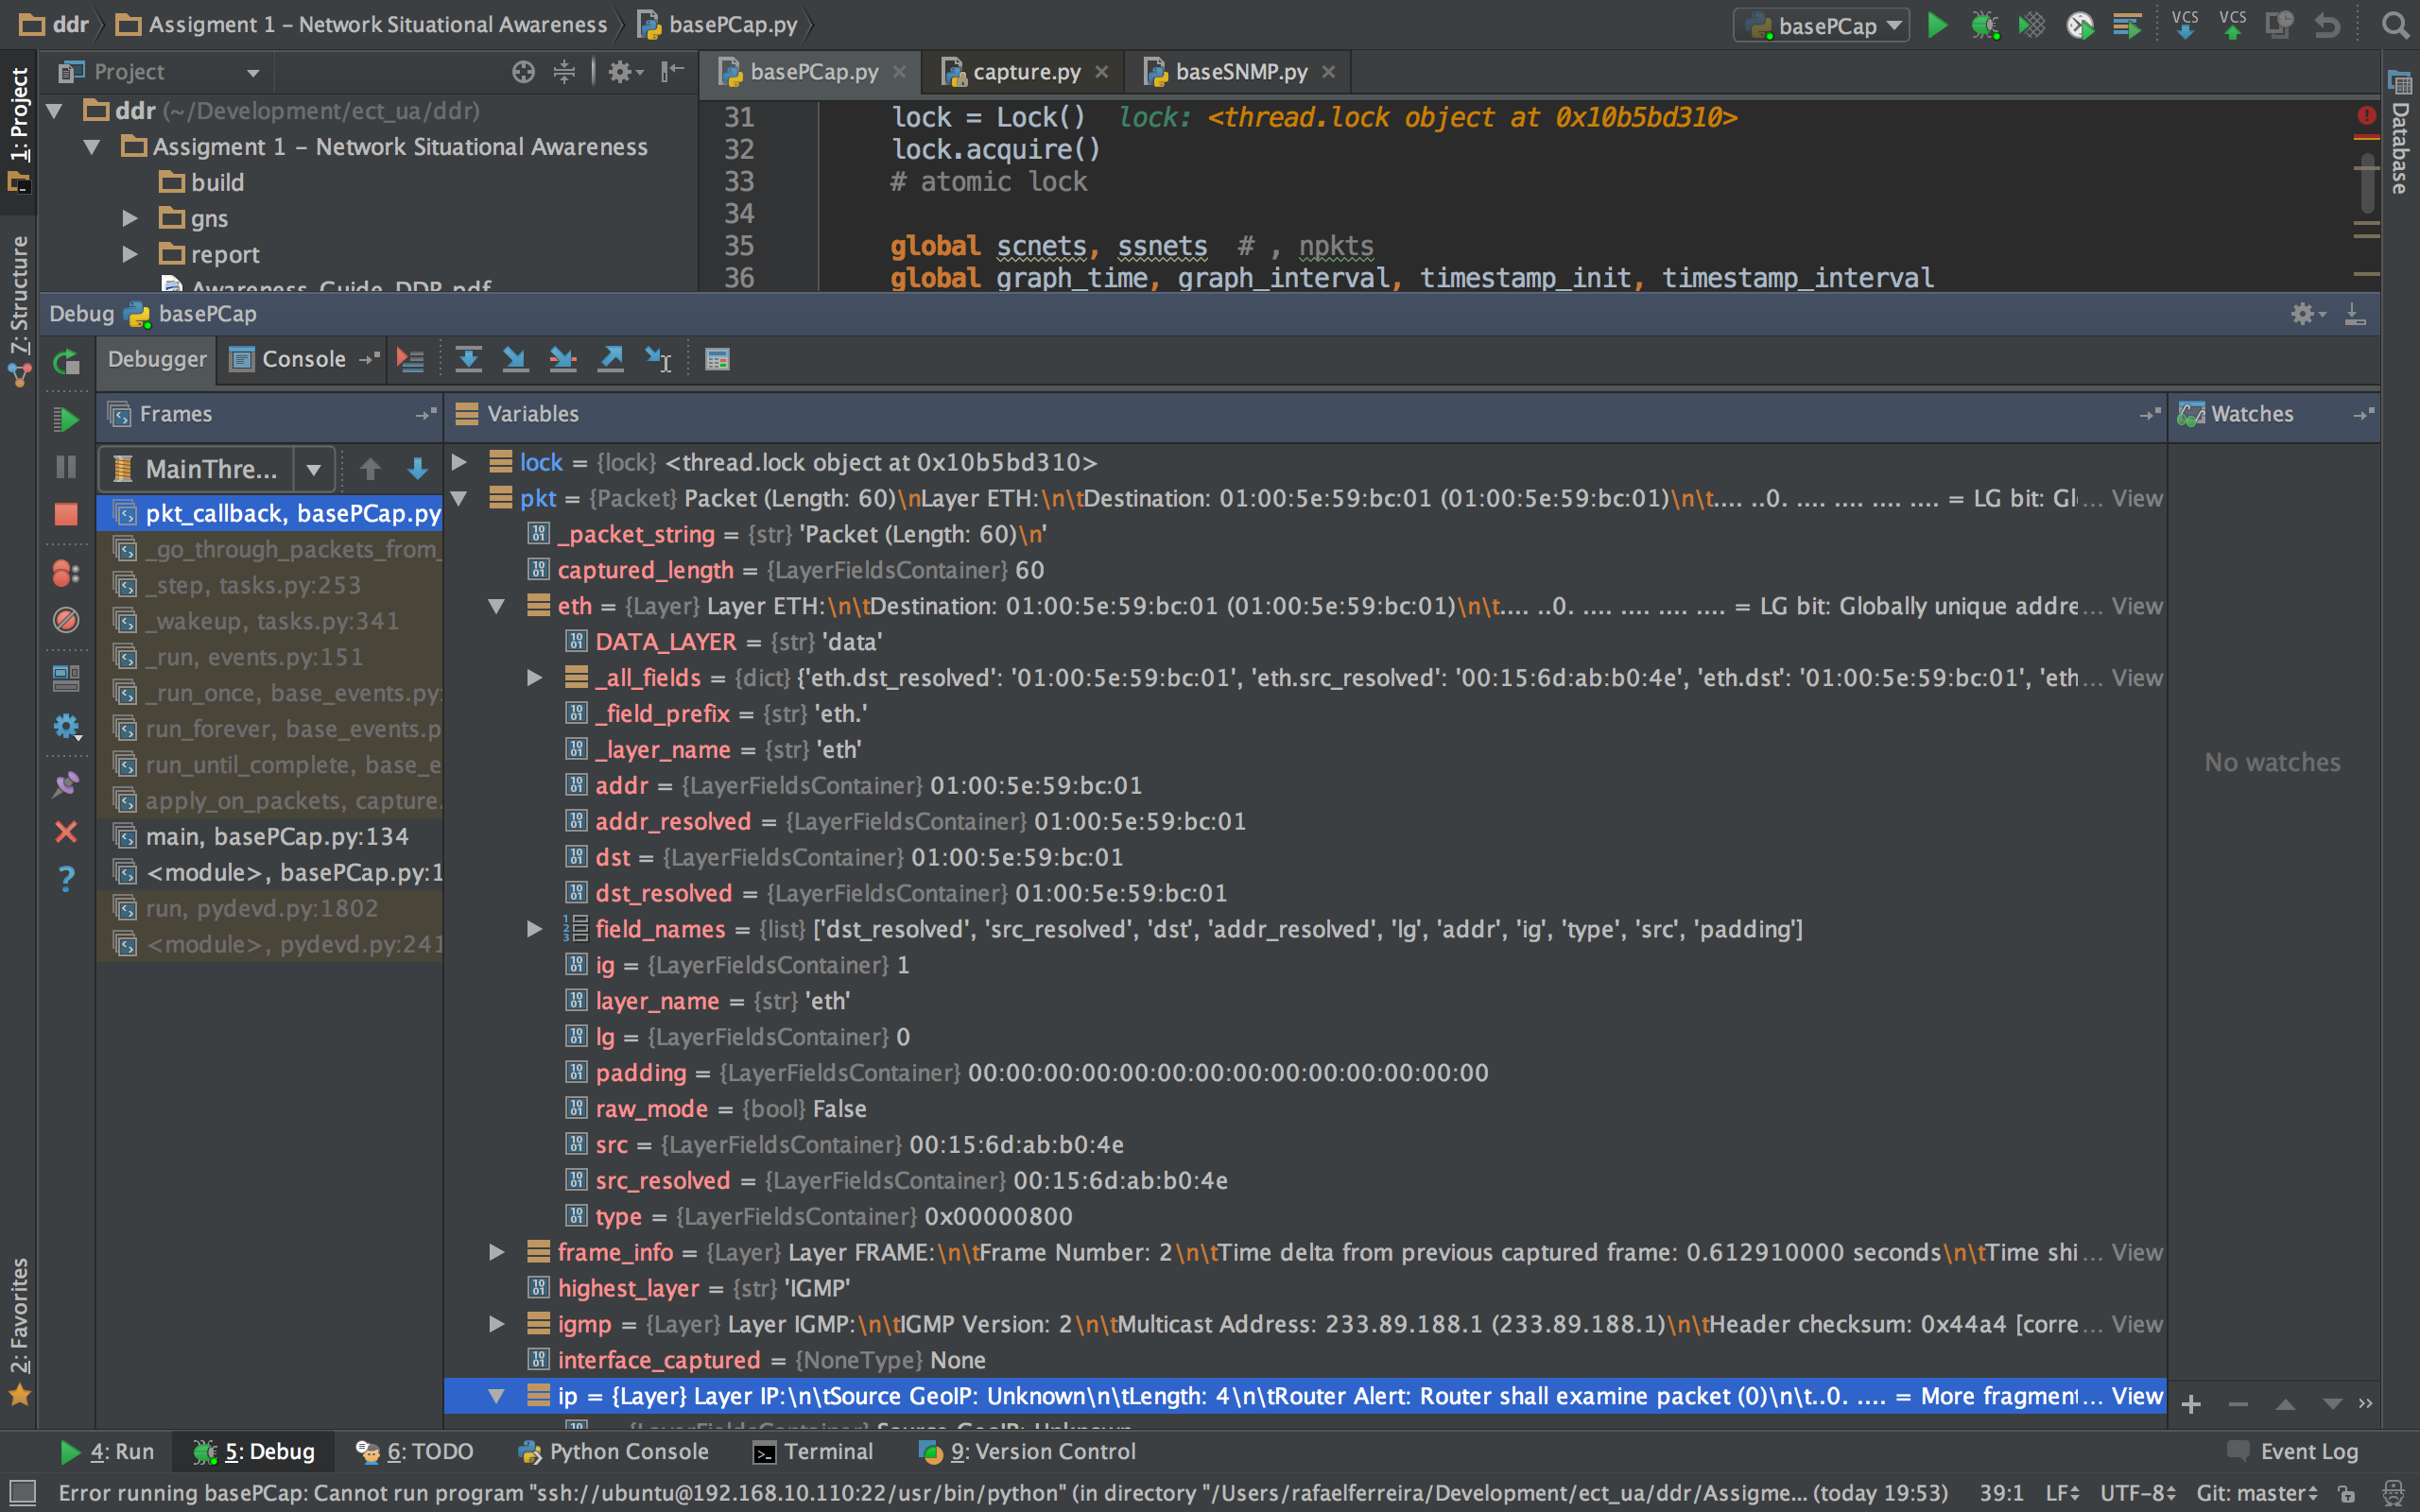 ddr Assigment 1 – Network Situational Awareness basePCap.py
basePCap
VCS VCS
1: Project
7: Structure
2: Favorites
Database
Project
basePCap.py capture.py baseSNMP.py
ddr (~/Development/ect_ua/ddr)
Assigment 1 – Network Situational Awareness
build
gns
report
Awareness_Guide_DDR.pdf
31 lock = Lock() lock: <thread.lock object at 0x10b5bd310>
32 lock.acquire()
33 # atomic lock
34
35 global scnets, ssnets # , npkts
36 global graph_time, graph_interval, timestamp_init, timestamp_interval
Debug basePCap
Debugger Console
Frames
MainThre...
pkt_callback, basePCap.py
_go_through_packets_from_
_step, tasks.py:253
_wakeup, tasks.py:341
_run, events.py:151
_run_once, base_events.py:
run_forever, base_events.p
run_until_complete, base_e
apply_on_packets, capture.
main, basePCap.py:134
<module>, basePCap.py:1
run, pydevd.py:1802
<module>, pydevd.py:241
Variables
lock = {lock} <thread.lock object at 0x10b5bd310>
pkt = {Packet} Packet (Length: 60)\nLayer ETH:\n\tDestination: 01:00:5e:59:bc:01 (01:00:5e:59:bc:01)\n\t.... ..0. .... .... .... .... = LG bit: Gl... View
_packet_string = {str} 'Packet (Length: 60)\n'
captured_length = {LayerFieldsContainer} 60
eth = {Layer} Layer ETH:\n\tDestination: 01:00:5e:59:bc:01 (01:00:5e:59:bc:01)\n\t.... ..0. .... .... .... .... = LG bit: Globally unique addre... View
DATA_LAYER = {str} 'data'
_all_fields = {dict} {'eth.dst_resolved': '01:00:5e:59:bc:01', 'eth.src_resolved': '00:15:6d:ab:b0:4e', 'eth.dst': '01:00:5e:59:bc:01', 'eth... View
_field_prefix = {str} 'eth.'
_layer_name = {str} 'eth'
addr = {LayerFieldsContainer} 01:00:5e:59:bc:01
addr_resolved = {LayerFieldsContainer} 01:00:5e:59:bc:01
dst = {LayerFieldsContainer} 01:00:5e:59:bc:01
dst_resolved = {LayerFieldsContainer} 01:00:5e:59:bc:01
field_names = {list} ['dst_resolved', 'src_resolved', 'dst', 'addr_resolved', 'lg', 'addr', 'ig', 'type', 'src', 'padding']
ig = {LayerFieldsContainer} 1
layer_name = {str} 'eth'
lg = {LayerFieldsContainer} 0
padding = {LayerFieldsContainer} 00:00:00:00:00:00:00:00:00:00:00:00:00:00
raw_mode = {bool} False
src = {LayerFieldsContainer} 00:15:6d:ab:b0:4e
src_resolved = {LayerFieldsContainer} 00:15:6d:ab:b0:4e
type = {LayerFieldsContainer} 0x00000800
frame_info = {Layer} Layer FRAME:\n\tFrame Number: 2\n\tTime delta from previous captured frame: 0.612910000 seconds\n\tTime shi... View
highest_layer = {str} 'IGMP'
igmp = {Layer} Layer IGMP:\n\tIGMP Version: 2\n\tMulticast Address: 233.89.188.1 (233.89.188.1)\n\tHeader checksum: 0x44a4 [corre... View
interface_captured = {NoneType} None
ip = {Layer} Layer IP:\n\tSource GeoIP: Unknown\n\tLength: 4\n\tRouter Alert: Router shall examine packet (0)\n\t..0. .... = More fragment... View
{LayerFieldsContainer} Source GeoIP: Unknown
Watches
No watches
4: Run 5: Debug 6: TODO Python Console Terminal 9: Version Control Event Log
Error running basePCap: Cannot run program "ssh://ubuntu@192.168.10.110:22/usr/bin/python" (in directory "/Users/rafaelferreira/Development/ect_ua/ddr/Assigme... (today 19:53) 39:1 LF UTF-8 Git: master